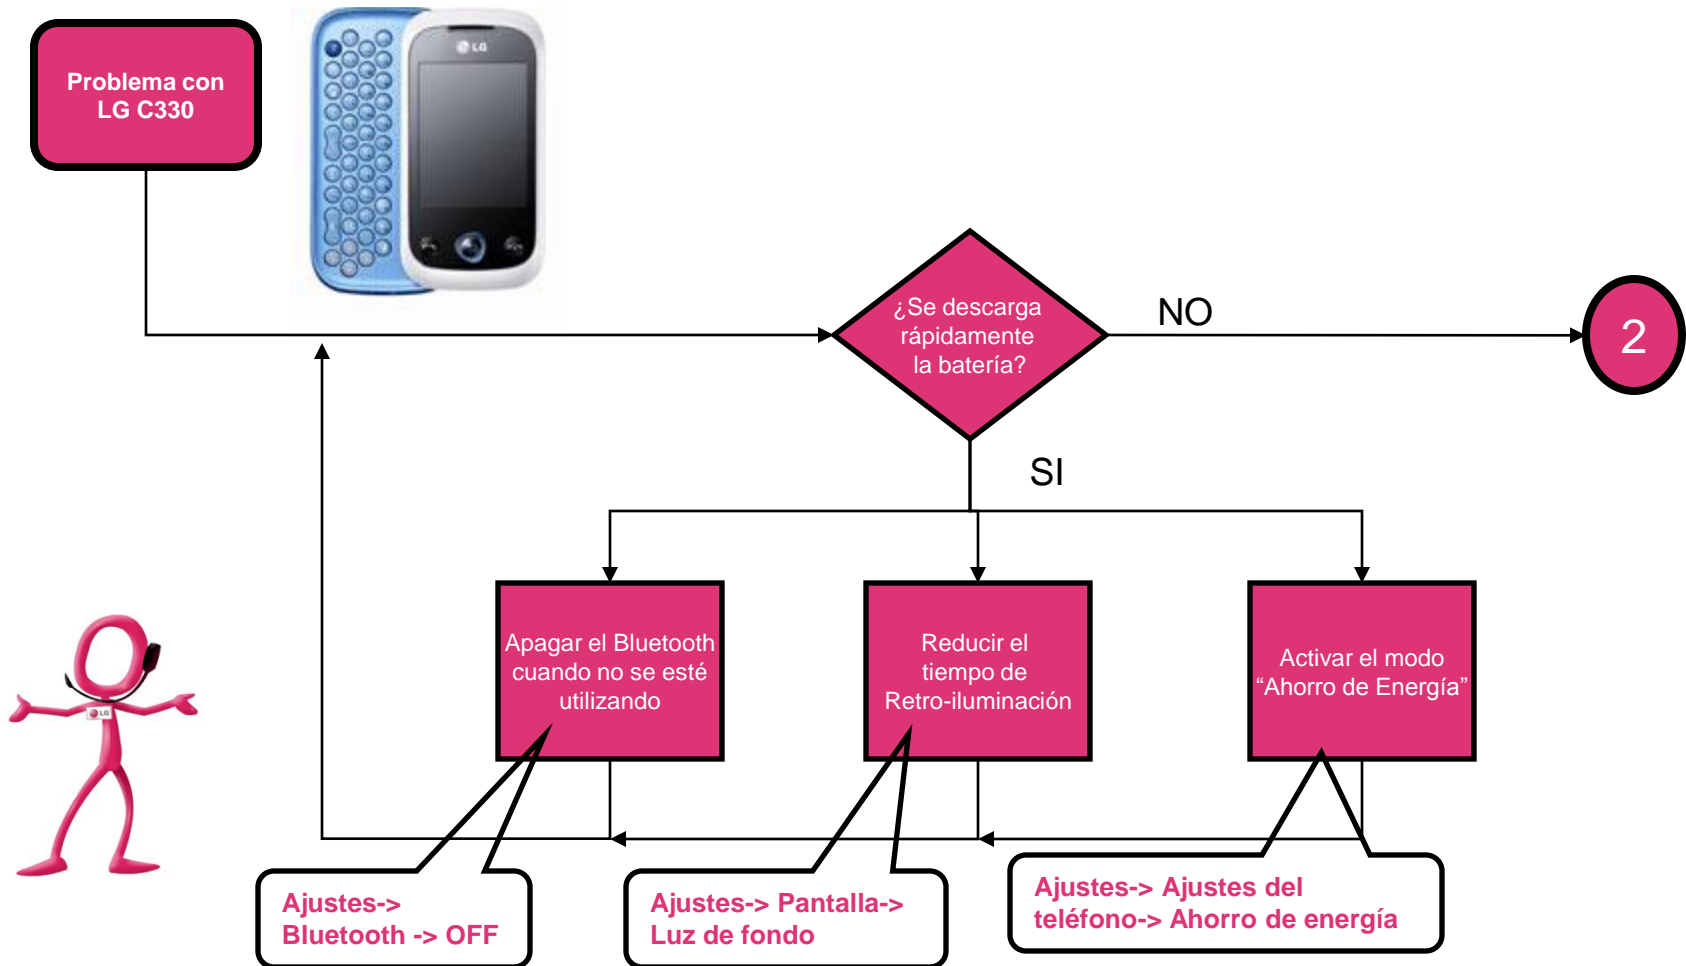 Problema con
LG C330
LG
¿Se descarga
rápidamente
la batería?
NO
2
SI
Apagar el Bluetooth
cuando no se esté
utilizando
Reducir el
tiempo de
Retro-iluminación
Activar el modo
“Ahorro de Energía”
LG
Ajustes->
Bluetooth -> OFF
Ajustes-> Pantalla->
Luz de fondo
Ajustes-> Ajustes del
teléfono-> Ahorro de energía